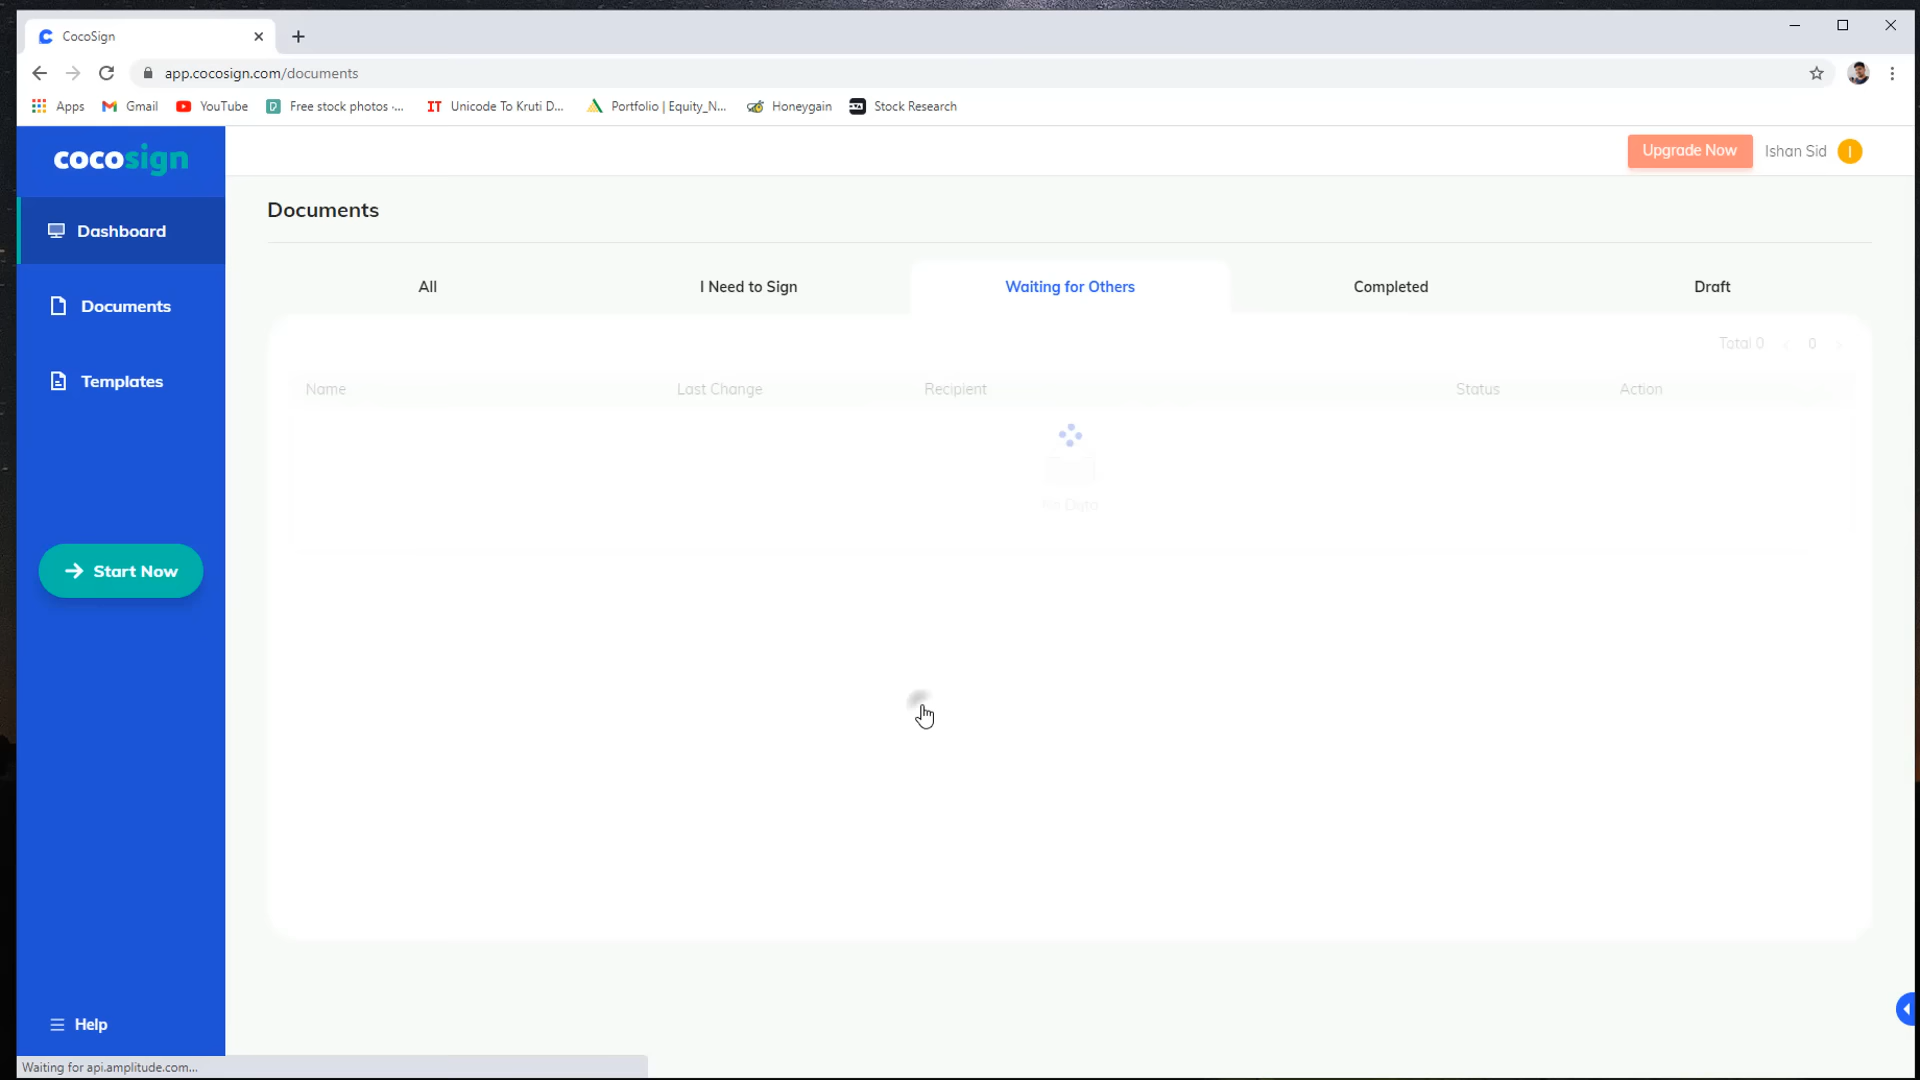 CocoSign
app.cocosign.com/documents
Apps Gmail YouTube Free stock photos -... Unicode To Kruti D... Portfolio | Equity_N... Honeygain Stock Research
cocosign
Upgrade Now Ishan Sid I
Dashboard
Documents
Templates
Start Now
Help
Documents
All I Need to Sign Waiting for Others Completed Draft
Total 0 < 0 >
Name Last Change Recipient Status Action
No Data
Waiting for api.amplitude.com...